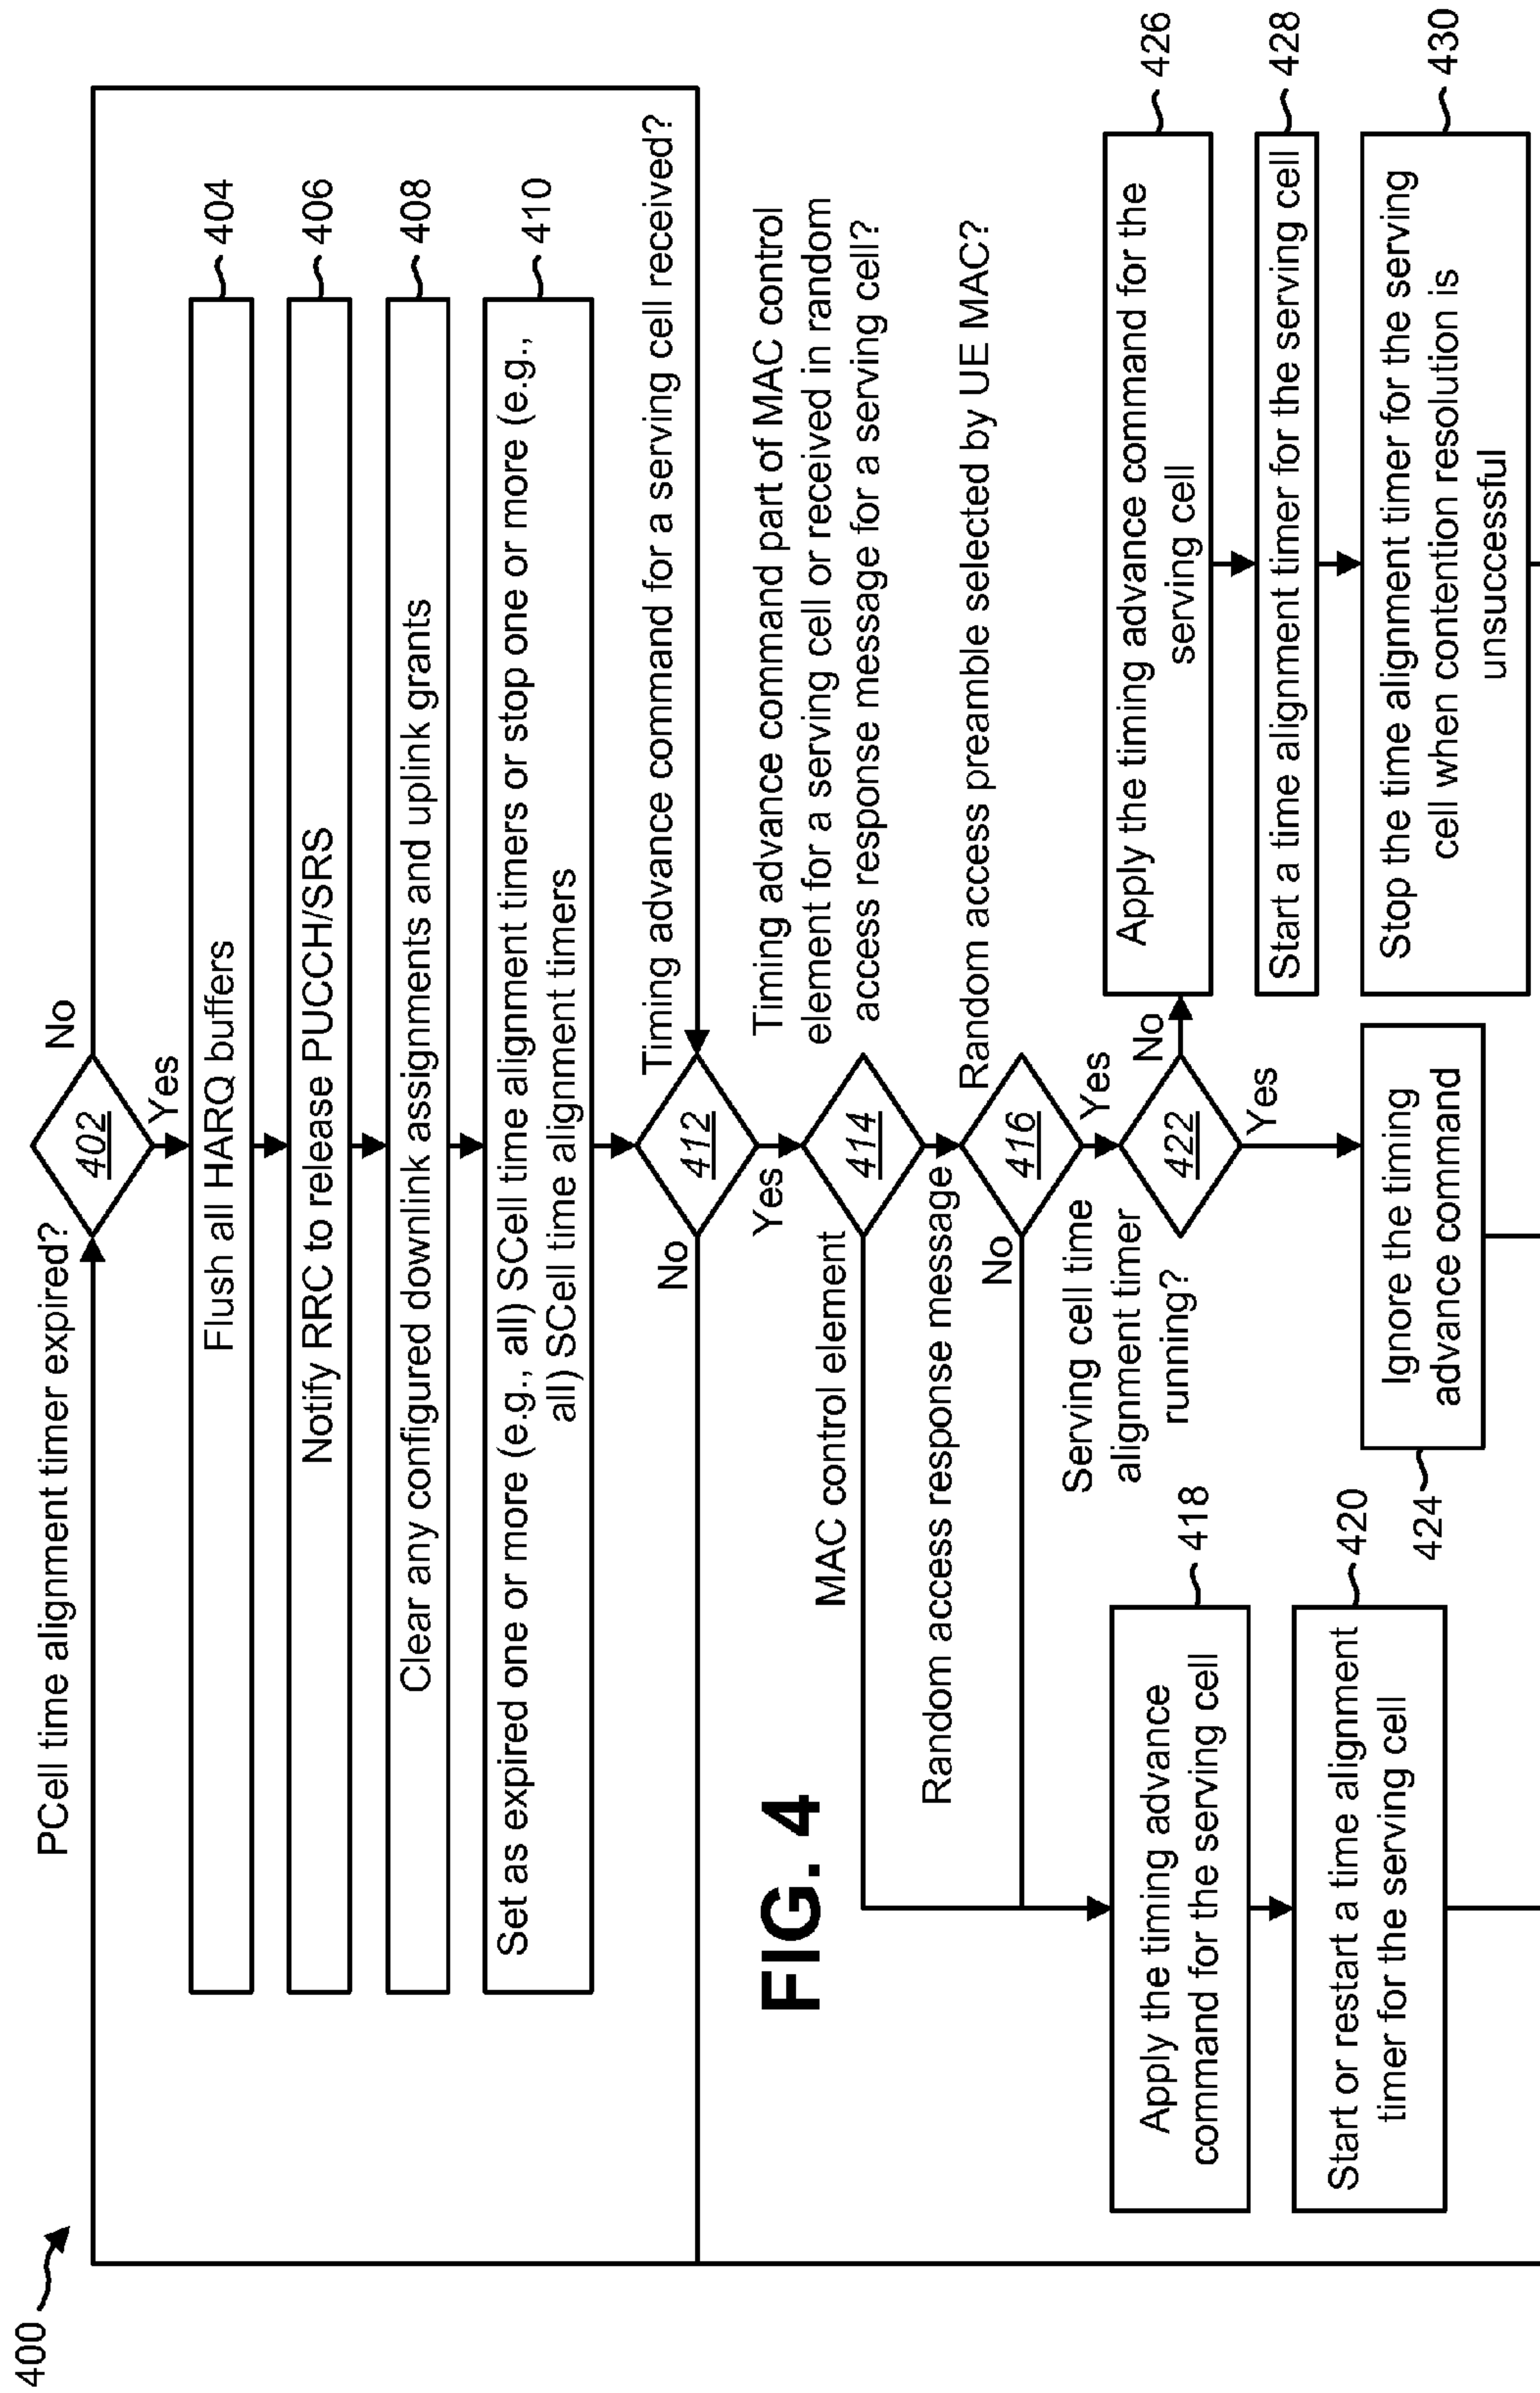 400
PCell time alignment timer expired?
402
No
Yes
Flush all HARQ buffers
404
Notify RRC to release PUCCH/SRS
406
Clear any configured downlink assignments and uplink grants
408
Set as expired one or more (e.g., all) SCell time alignment timers or stop one or more (e.g.,
all) SCell time alignment timers
410
Timing advance command for a serving cell received?
412
No
Yes
Timing advance command part of MAC control
element for a serving cell or received in random
access response message for a serving cell?
414
MAC control element
Random access response message
Random access preamble selected by UE MAC?
416
No
Yes
Serving cell time
alignment timer
running?
422
No
Yes
Apply the timing advance
command for the serving cell
418
Start or restart a time alignment
timer for the serving cell
420
Ignore the timing
advance command
424
Apply the timing advance command for the
serving cell
426
Start a time alignment timer for the serving cell
428
Stop the time alignment timer for the serving
cell when contention resolution is
unsuccessful
430
FIG. 4